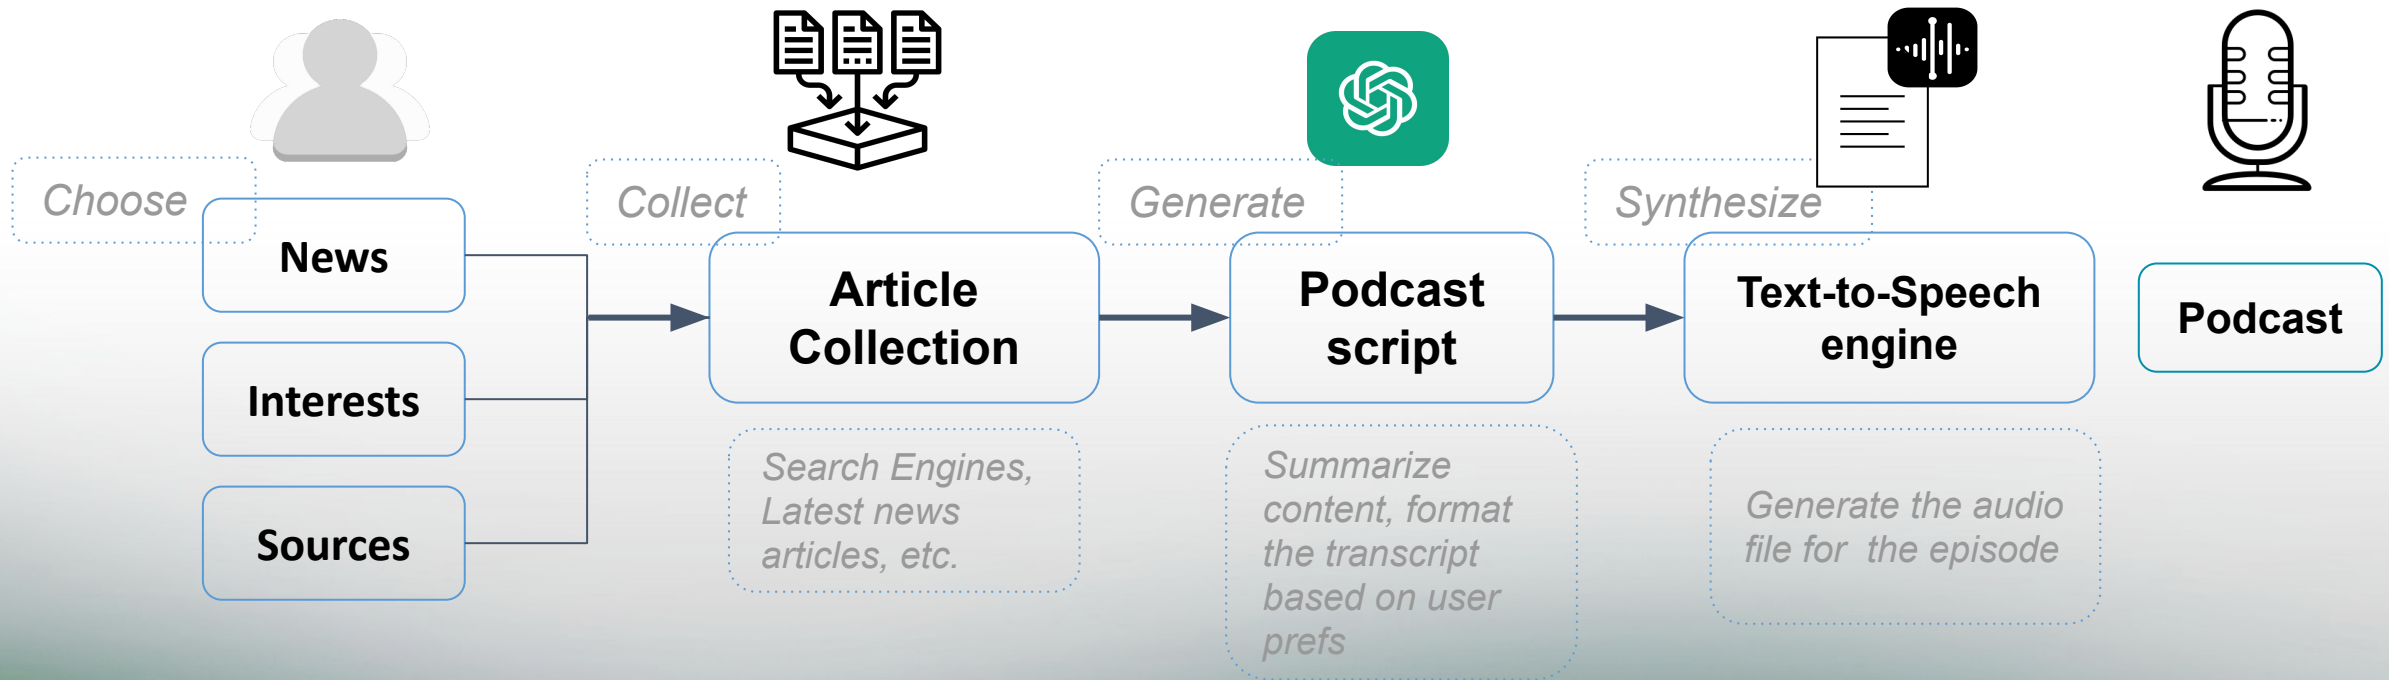 Choose
News
Interests
Sources
Collect
Article
Collection
Search Engines,
Latest news
articles, etc.
Generate
Podcast
script
Summarize
content, format
the transcript
based on user
prefs
Synthesize
Text-to-Speech
engine
Generate the audio
file for  the episode
Podcast